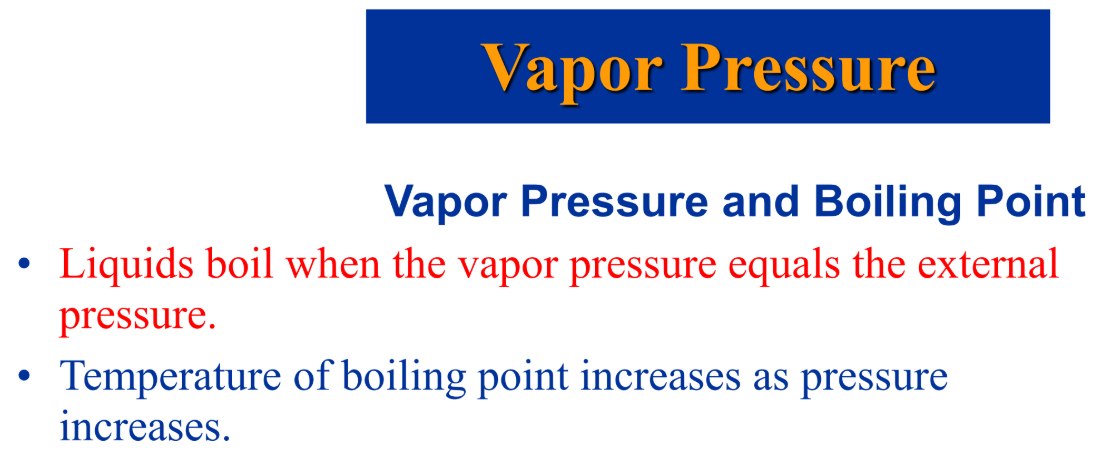 Vapor Pressure
Vapor Pressure and Boiling Point
• Liquids boil when the vapor pressure equals the external
pressure.
• Temperature of boiling point increases as pressure
increases.